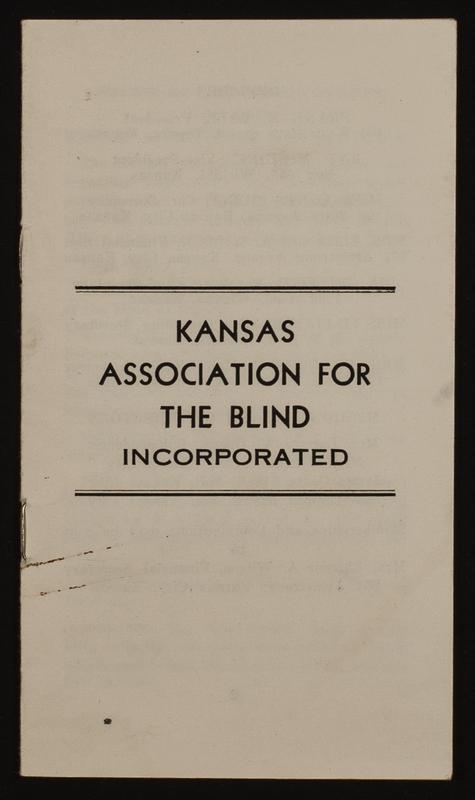 KANSAS
ASSOCIATION FOR
THE BLIND
INCORPORATED